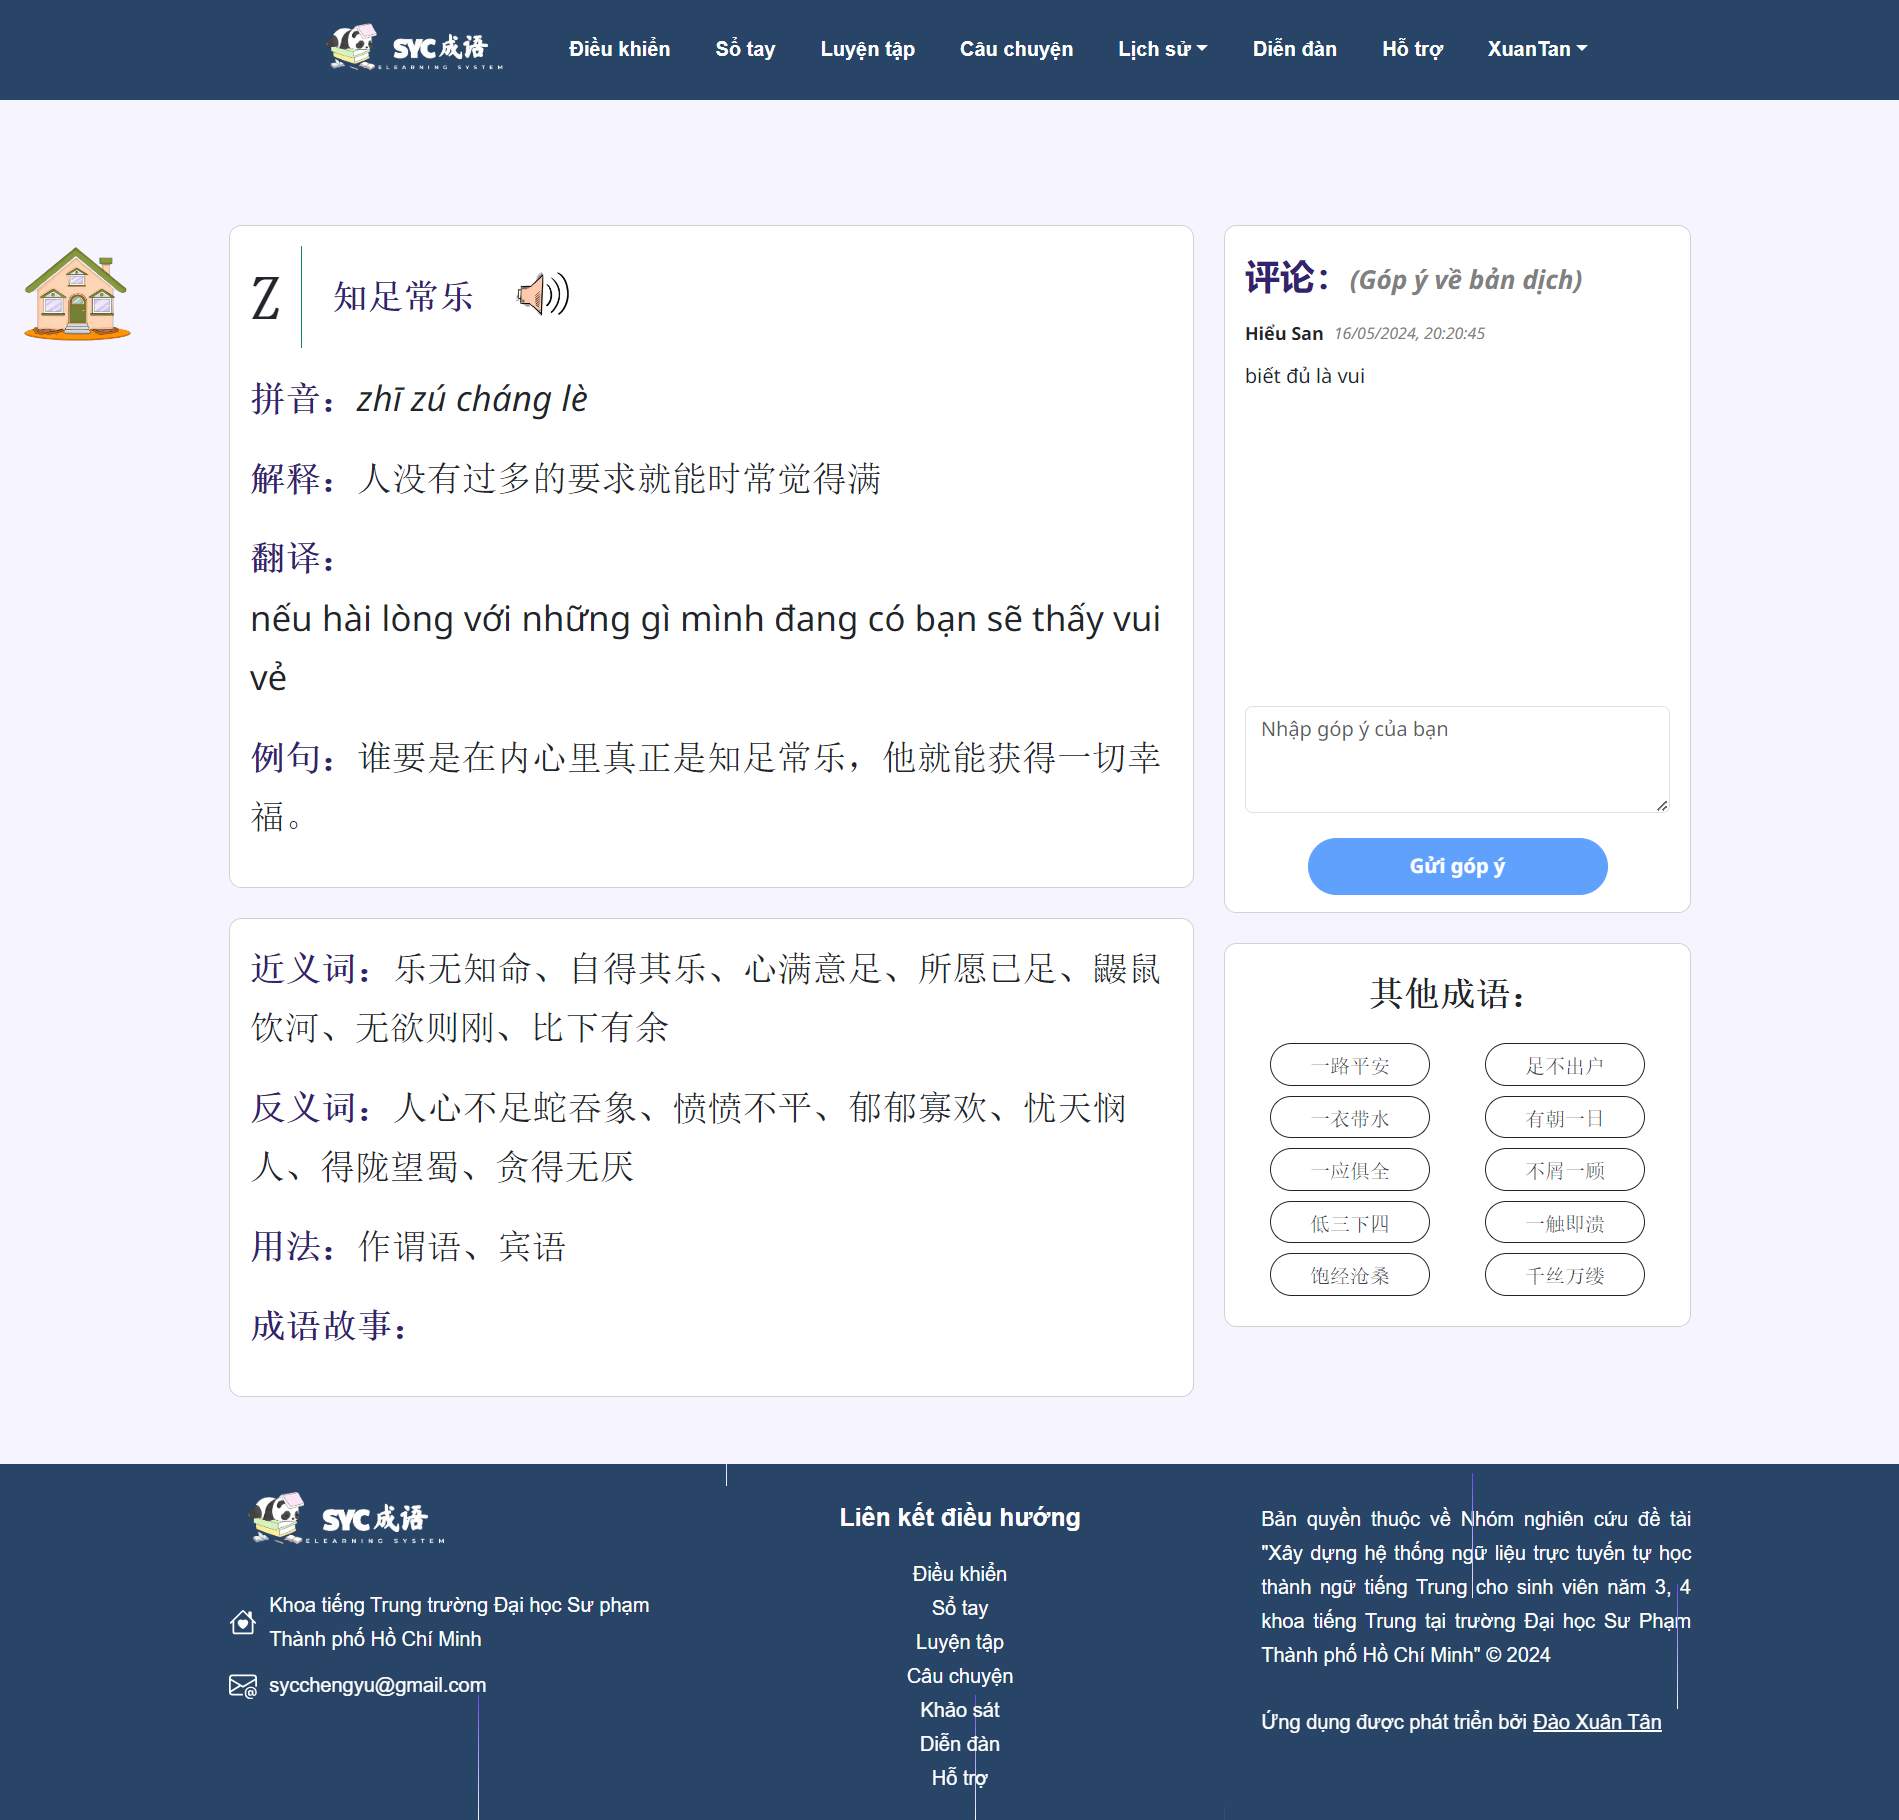 SYC成语
ELEARNING SYSTEM
Điều khiển
Sổ tay
Luyện tập
Câu chuyện
Lịch sử
Diễn đàn
Hỗ trợ
XuanTan
Z
知足常乐
拼音：zhī zú cháng lè
解释：人没有过多的要求就能时常觉得满
翻译：
nếu hài lòng với những gì mình đang có bạn sẽ thấy vui
vẻ
例句：谁要是在内心里真正是知足常乐，他就能获得一切幸
福。
近义词：乐无知命、自得其乐、心满意足、所愿已足、鼹鼠
饮河、无欲则刚、比下有余
反义词：人心不足蛇吞象、愤愤不平、郁郁寡欢、忧天悯
人、得陇望蜀、贪得无厌
用法：作谓语、宾语
成语故事：
评论：(Góp ý về bản dịch)
Hiểu San 16/05/2024, 20:20:45
biết đủ là vui
Nhập góp ý của bạn
Gửi góp ý
其他成语：
一路平安
足不出户
一衣带水
有朝一日
一应俱全
不屑一顾
低三下四
一触即溃
饱经沧桑
千丝万缕
SYC成语
ELEARNING SYSTEM
Khoa tiếng Trung trường Đại học Sư phạm
Thành phố Hồ Chí Minh
sycchengyu@gmail.com
Liên kết điều hướng
Điều khiển
Sổ tay
Luyện tập
Câu chuyện
Khảo sát
Diễn đàn
Hỗ trợ
Bản quyền thuộc về Nhóm nghiên cứu đề tài
"Xây dựng hệ thống ngữ liệu trực tuyến tự học
thành ngữ tiếng Trung cho sinh viên năm 3, 4
khoa tiếng Trung tại trường Đại học Sư Phạm
Thành phố Hồ Chí Minh" © 2024
Ứng dụng được phát triển bởi Đào Xuân Tân